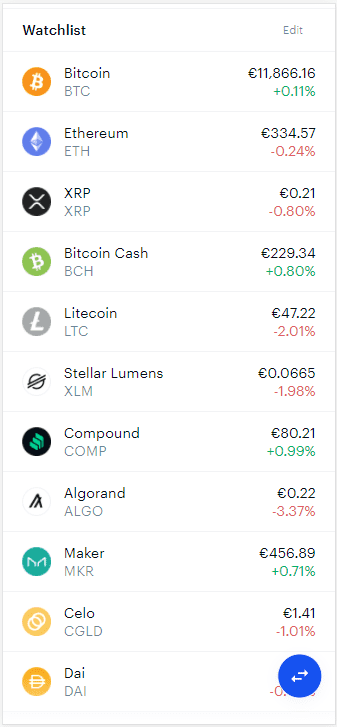 Watchlist Edit
Bitcoin €11,866.16
BTC +0.11%
Ethereum €334.57
ETH -0.24%
XRP €0.21
XRP -0.80%
Bitcoin Cash €229.34
BCH +0.80%
Litecoin €47.22
LTC -2.01%
Stellar Lumens €0.0665
XLM -1.98%
Compound €80.21
COMP +0.99%
Algorand €0.22
ALGO -3.37%
Maker €456.89
MKR +0.71%
Celo €1.41
CGLD -1.01%
Dai
DAI